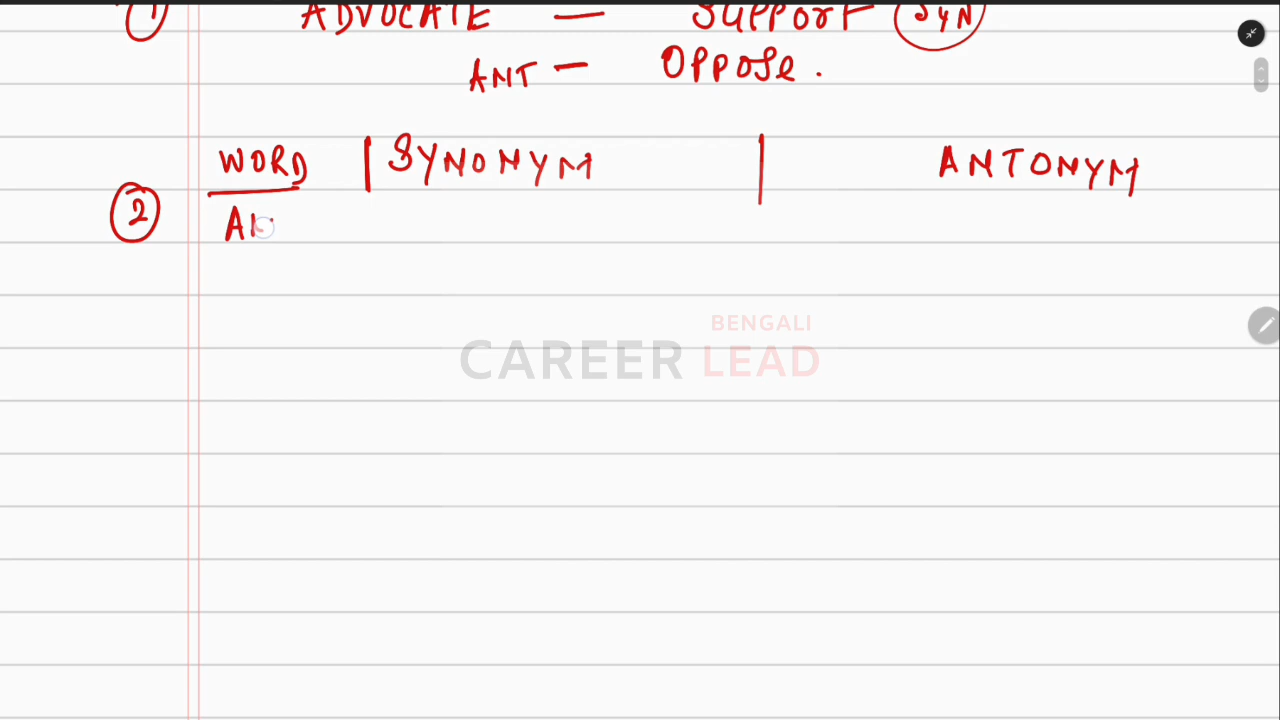 1 ADVOCATE — SUPPORT SYN
ANT — OPPOSE.
WORD | SYNONYM | ANTONYM
2
BENGALI
CAREER LEAD